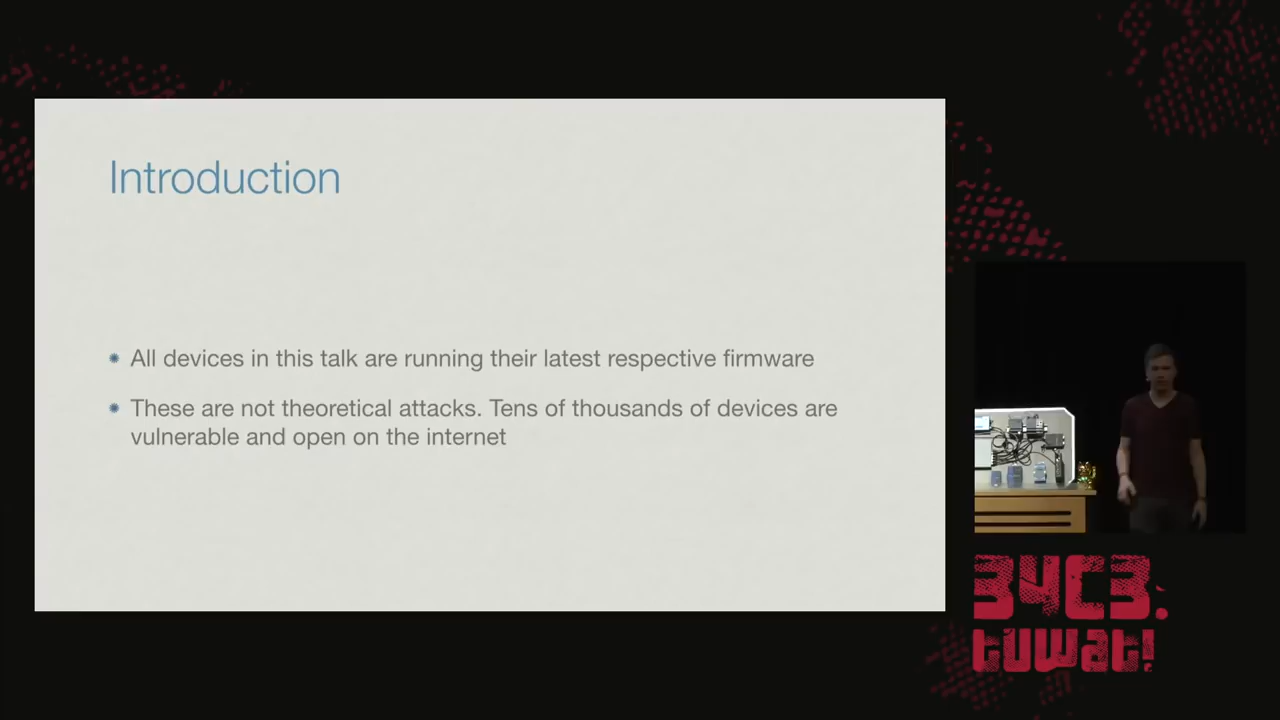 Introduction
All devices in this talk are running their latest respective firmware
These are not theoretical attacks. Tens of thousands of devices are
vulnerable and open on the internet
34C3.
tuwat!